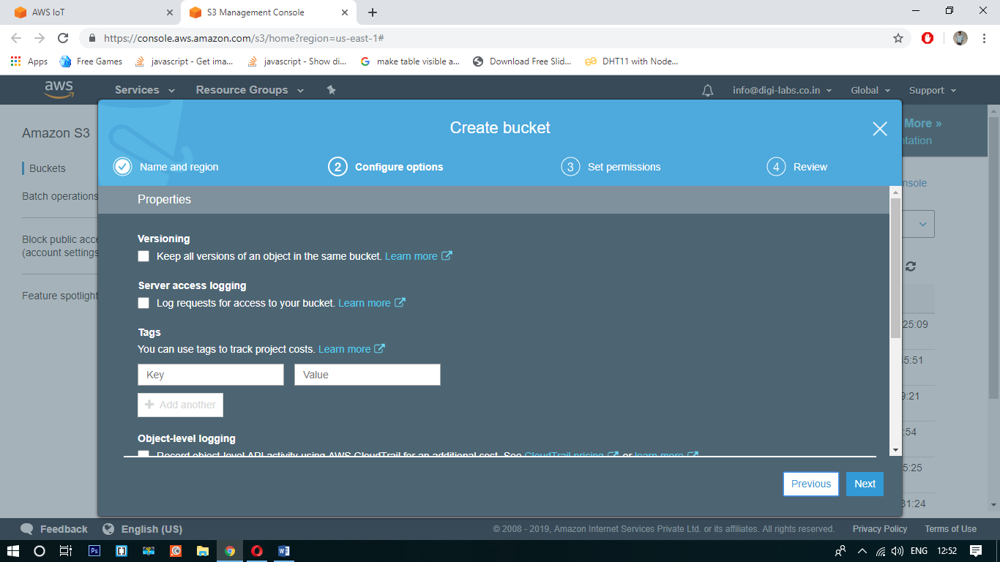 AWS IoT
S3 Management Console
https://console.aws.amazon.com/s3/home?region=us-east-1#
Apps
Free Games
javascript - Get ima...
javascript - Show di...
make table visible a...
Download Free Slid...
DHT11 with Node...
aws
Services
Resource Groups
info@digi-labs.co.in
Global
Support
Amazon S3
Buckets
Batch operations
Block public acce
(account settings
Feature spotlight
More »
ntation
nsole
25:09
45:51
9:21
:54
5:25
31:24
Create bucket
Name and region
2 Configure options
3 Set permissions
4 Review
Properties
Versioning
Keep all versions of an object in the same bucket. Learn more
Server access logging
Log requests for access to your bucket. Learn more
Tags
You can use tags to track project costs. Learn more
Key
Value
Add another
Object-level logging
Record object-level API activity using AWS CloudTrail for an additional cost. See CloudTrail pricing or learn more
Previous
Next
Feedback
English (US)
© 2008 - 2019, Amazon Internet Services Private Ltd. or its affiliates. All rights reserved.
Privacy Policy
Terms of Use
Ps
ENG
12:52